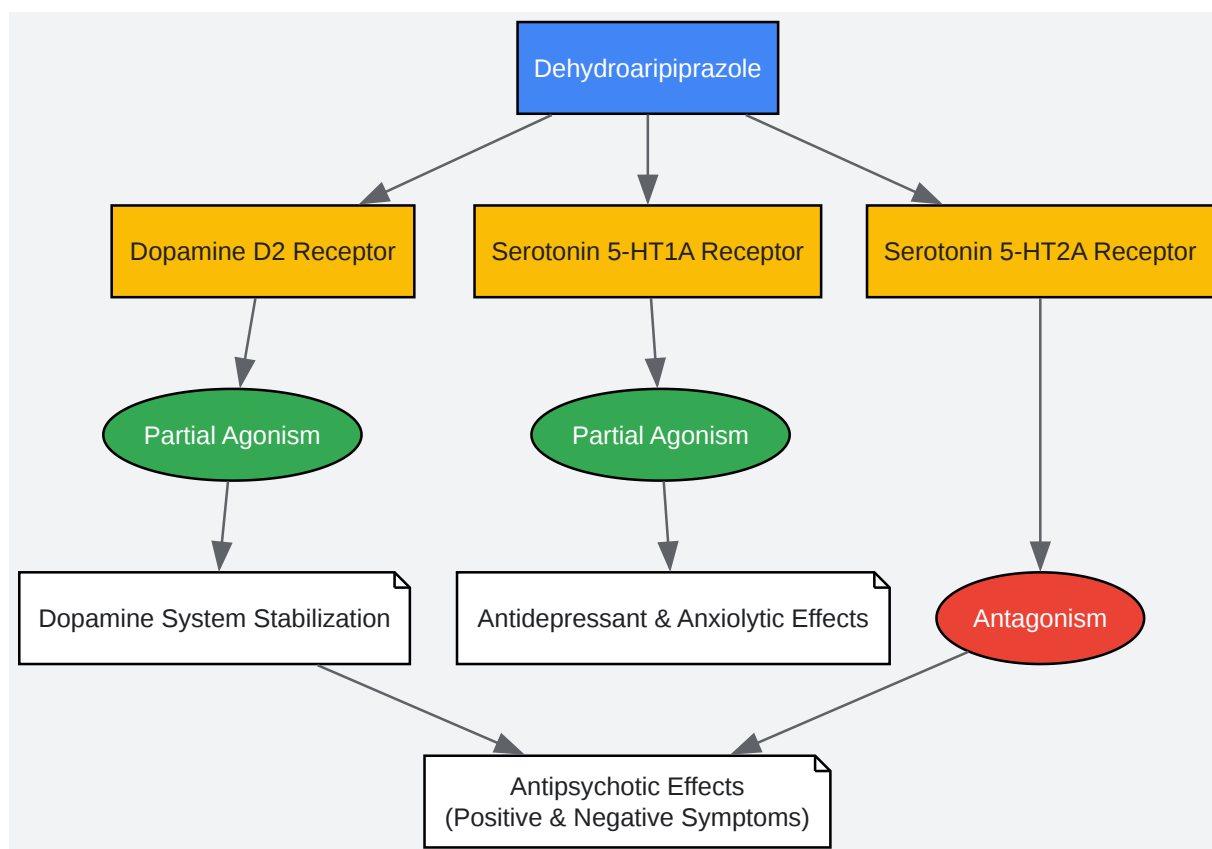 Dehydroaripiprazole
Dopamine D2 Receptor
Serotonin 5-HT1A Receptor
Serotonin 5-HT2A Receptor
Partial Agonism
Partial Agonism
Dopamine System Stabilization
Antidepressant & Anxiolytic Effects
Antagonism
Antipsychotic Effects
(Positive & Negative Symptoms)